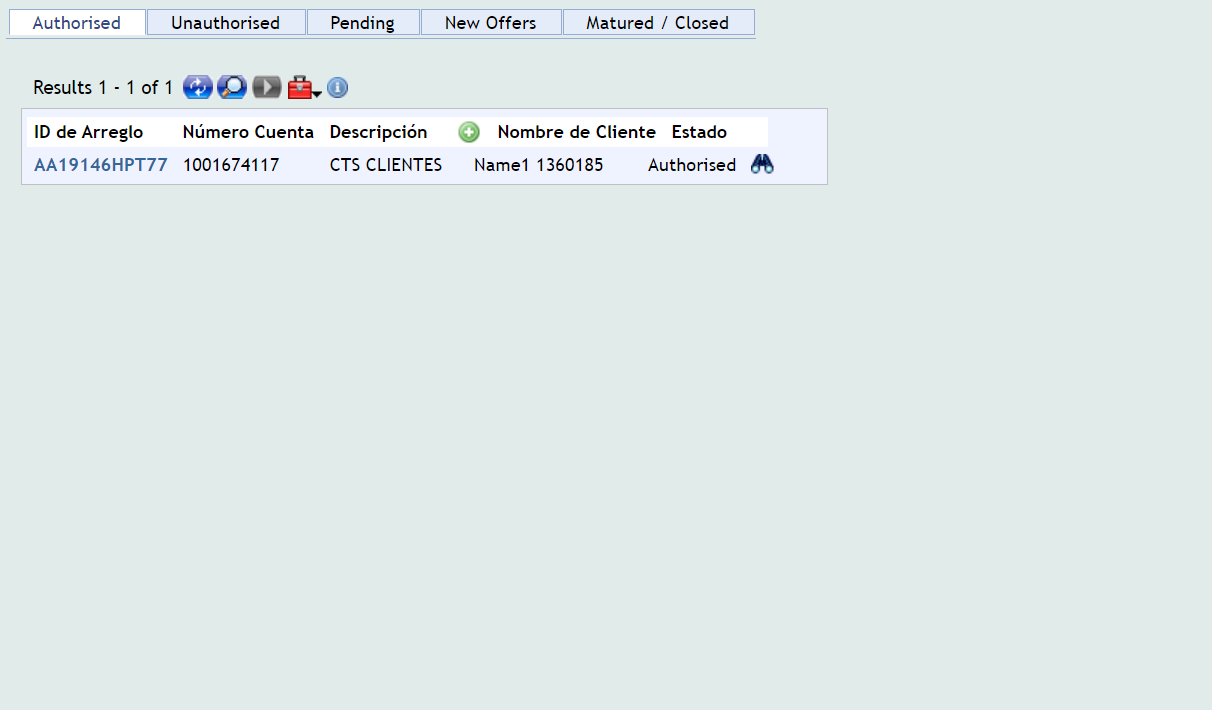 Authorised Unauthorised Pending New Offers Matured / Closed
Results 1 - 1 of 1
ID de Arreglo Número Cuenta Descripción Nombre de Cliente Estado
AA19146HPT77 1001674117 CTS CLIENTES Name1 1360185 Authorised